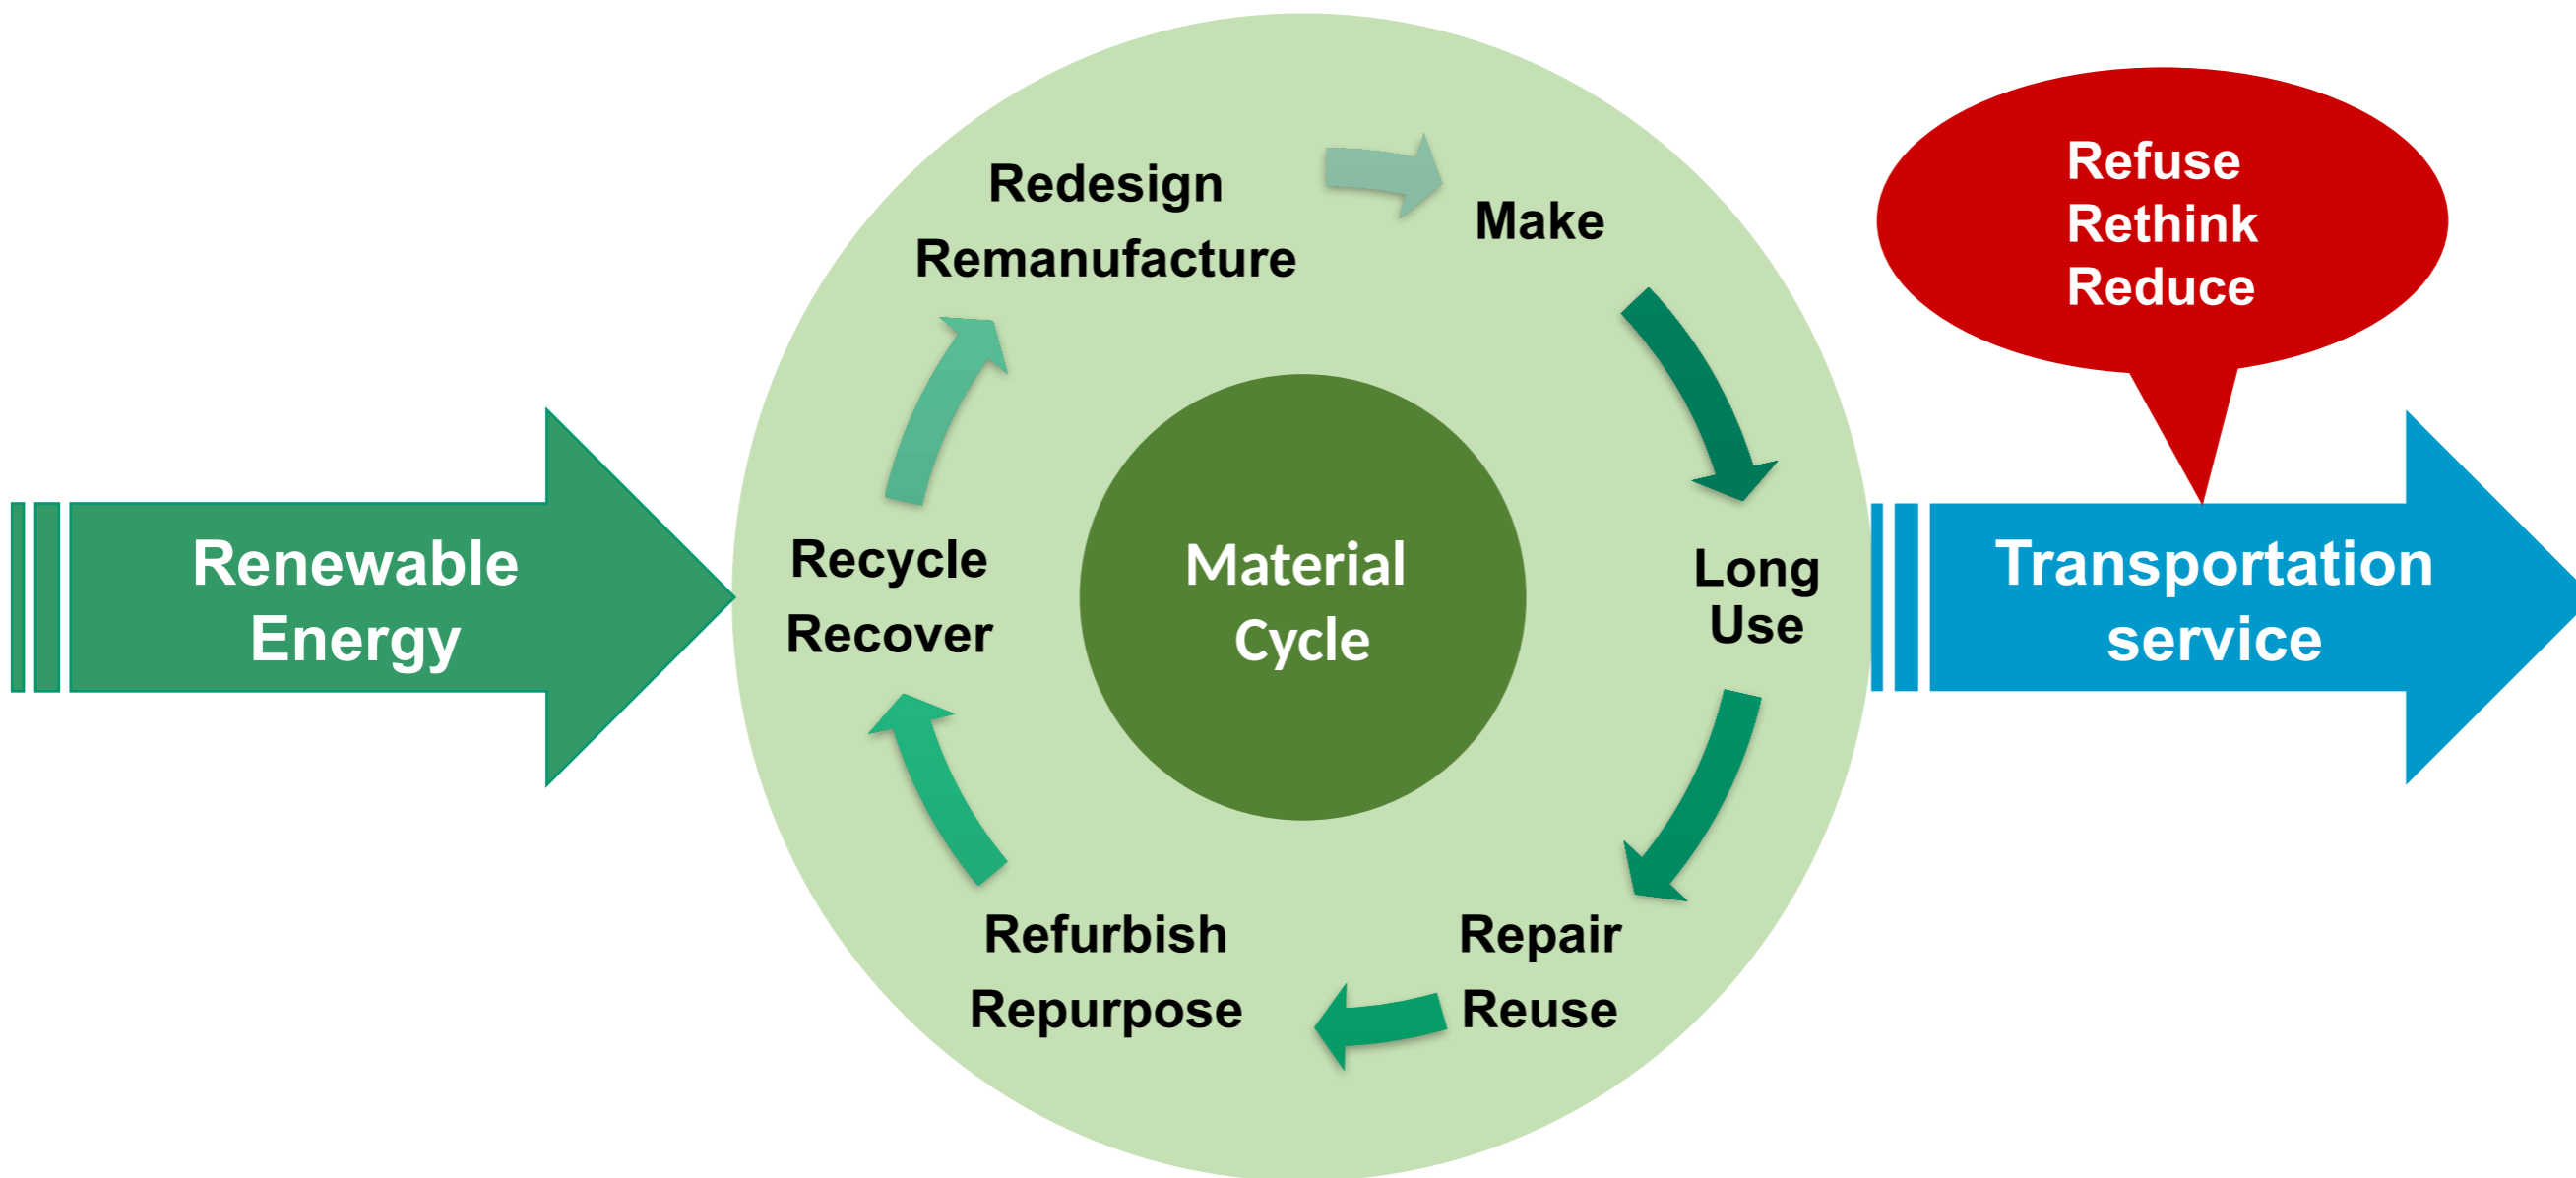 Renewable
Energy
Redesign
Remanufacture
Make
Long
Use
Repair
Reuse
Refurbish
Repurpose
Recycle
Recover
Material
Cycle
Refuse
Rethink
Reduce
Transportation
service